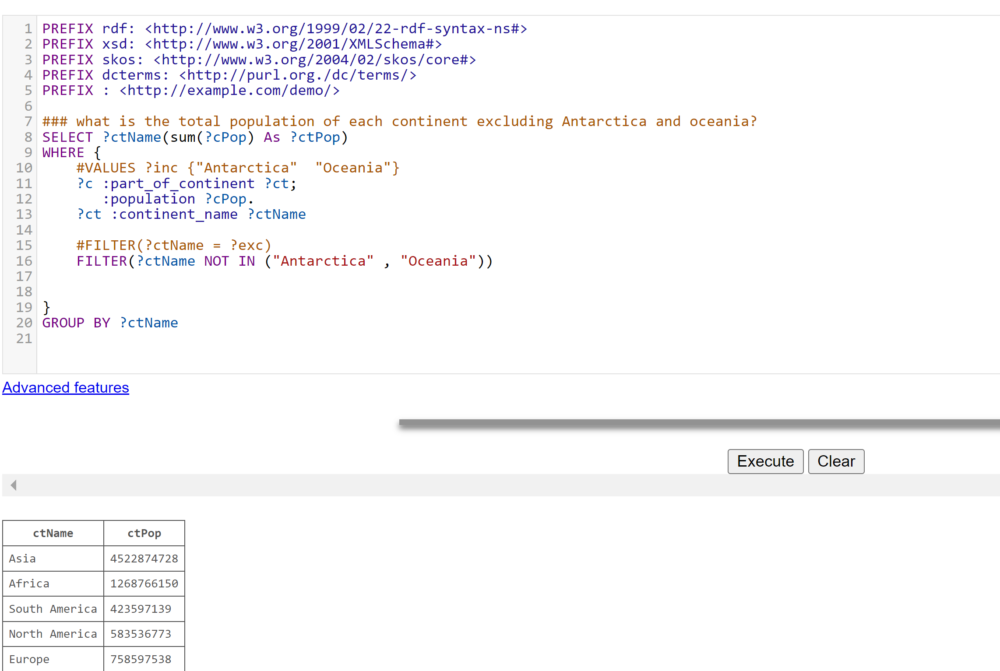 1 PREFIX rdf: <http://www.w3.org/1999/02/22-rdf-syntax-ns#>
2 PREFIX xsd: <http://www.w3.org/2001/XMLSchema#>
3 PREFIX skos: <http://www.w3.org/2004/02/skos/core#>
4 PREFIX dcterms: <http://purl.org./dc/terms/>
5 PREFIX : <http://example.com/demo/>
6
7 ### what is the total population of each continent excluding Antarctica and oceania?
8 SELECT ?ctName(sum(?cPop) As ?ctPop)
9 WHERE {
10     #VALUES ?inc {"Antarctica"  "Oceania"}
11     ?c :part_of_continent ?ct;
12        :population ?cPop.
13     ?ct :continent_name ?ctName
14
15     #FILTER(?ctName = ?exc)
16     FILTER(?ctName NOT IN ("Antarctica" , "Oceania"))
17
18
19 }
20 GROUP BY ?ctName
21
Advanced features
Execute Clear
ctName ctPop
Asia 4522874728
Africa 1268766150
South America 423597139
North America 583536773
Europe 758597538